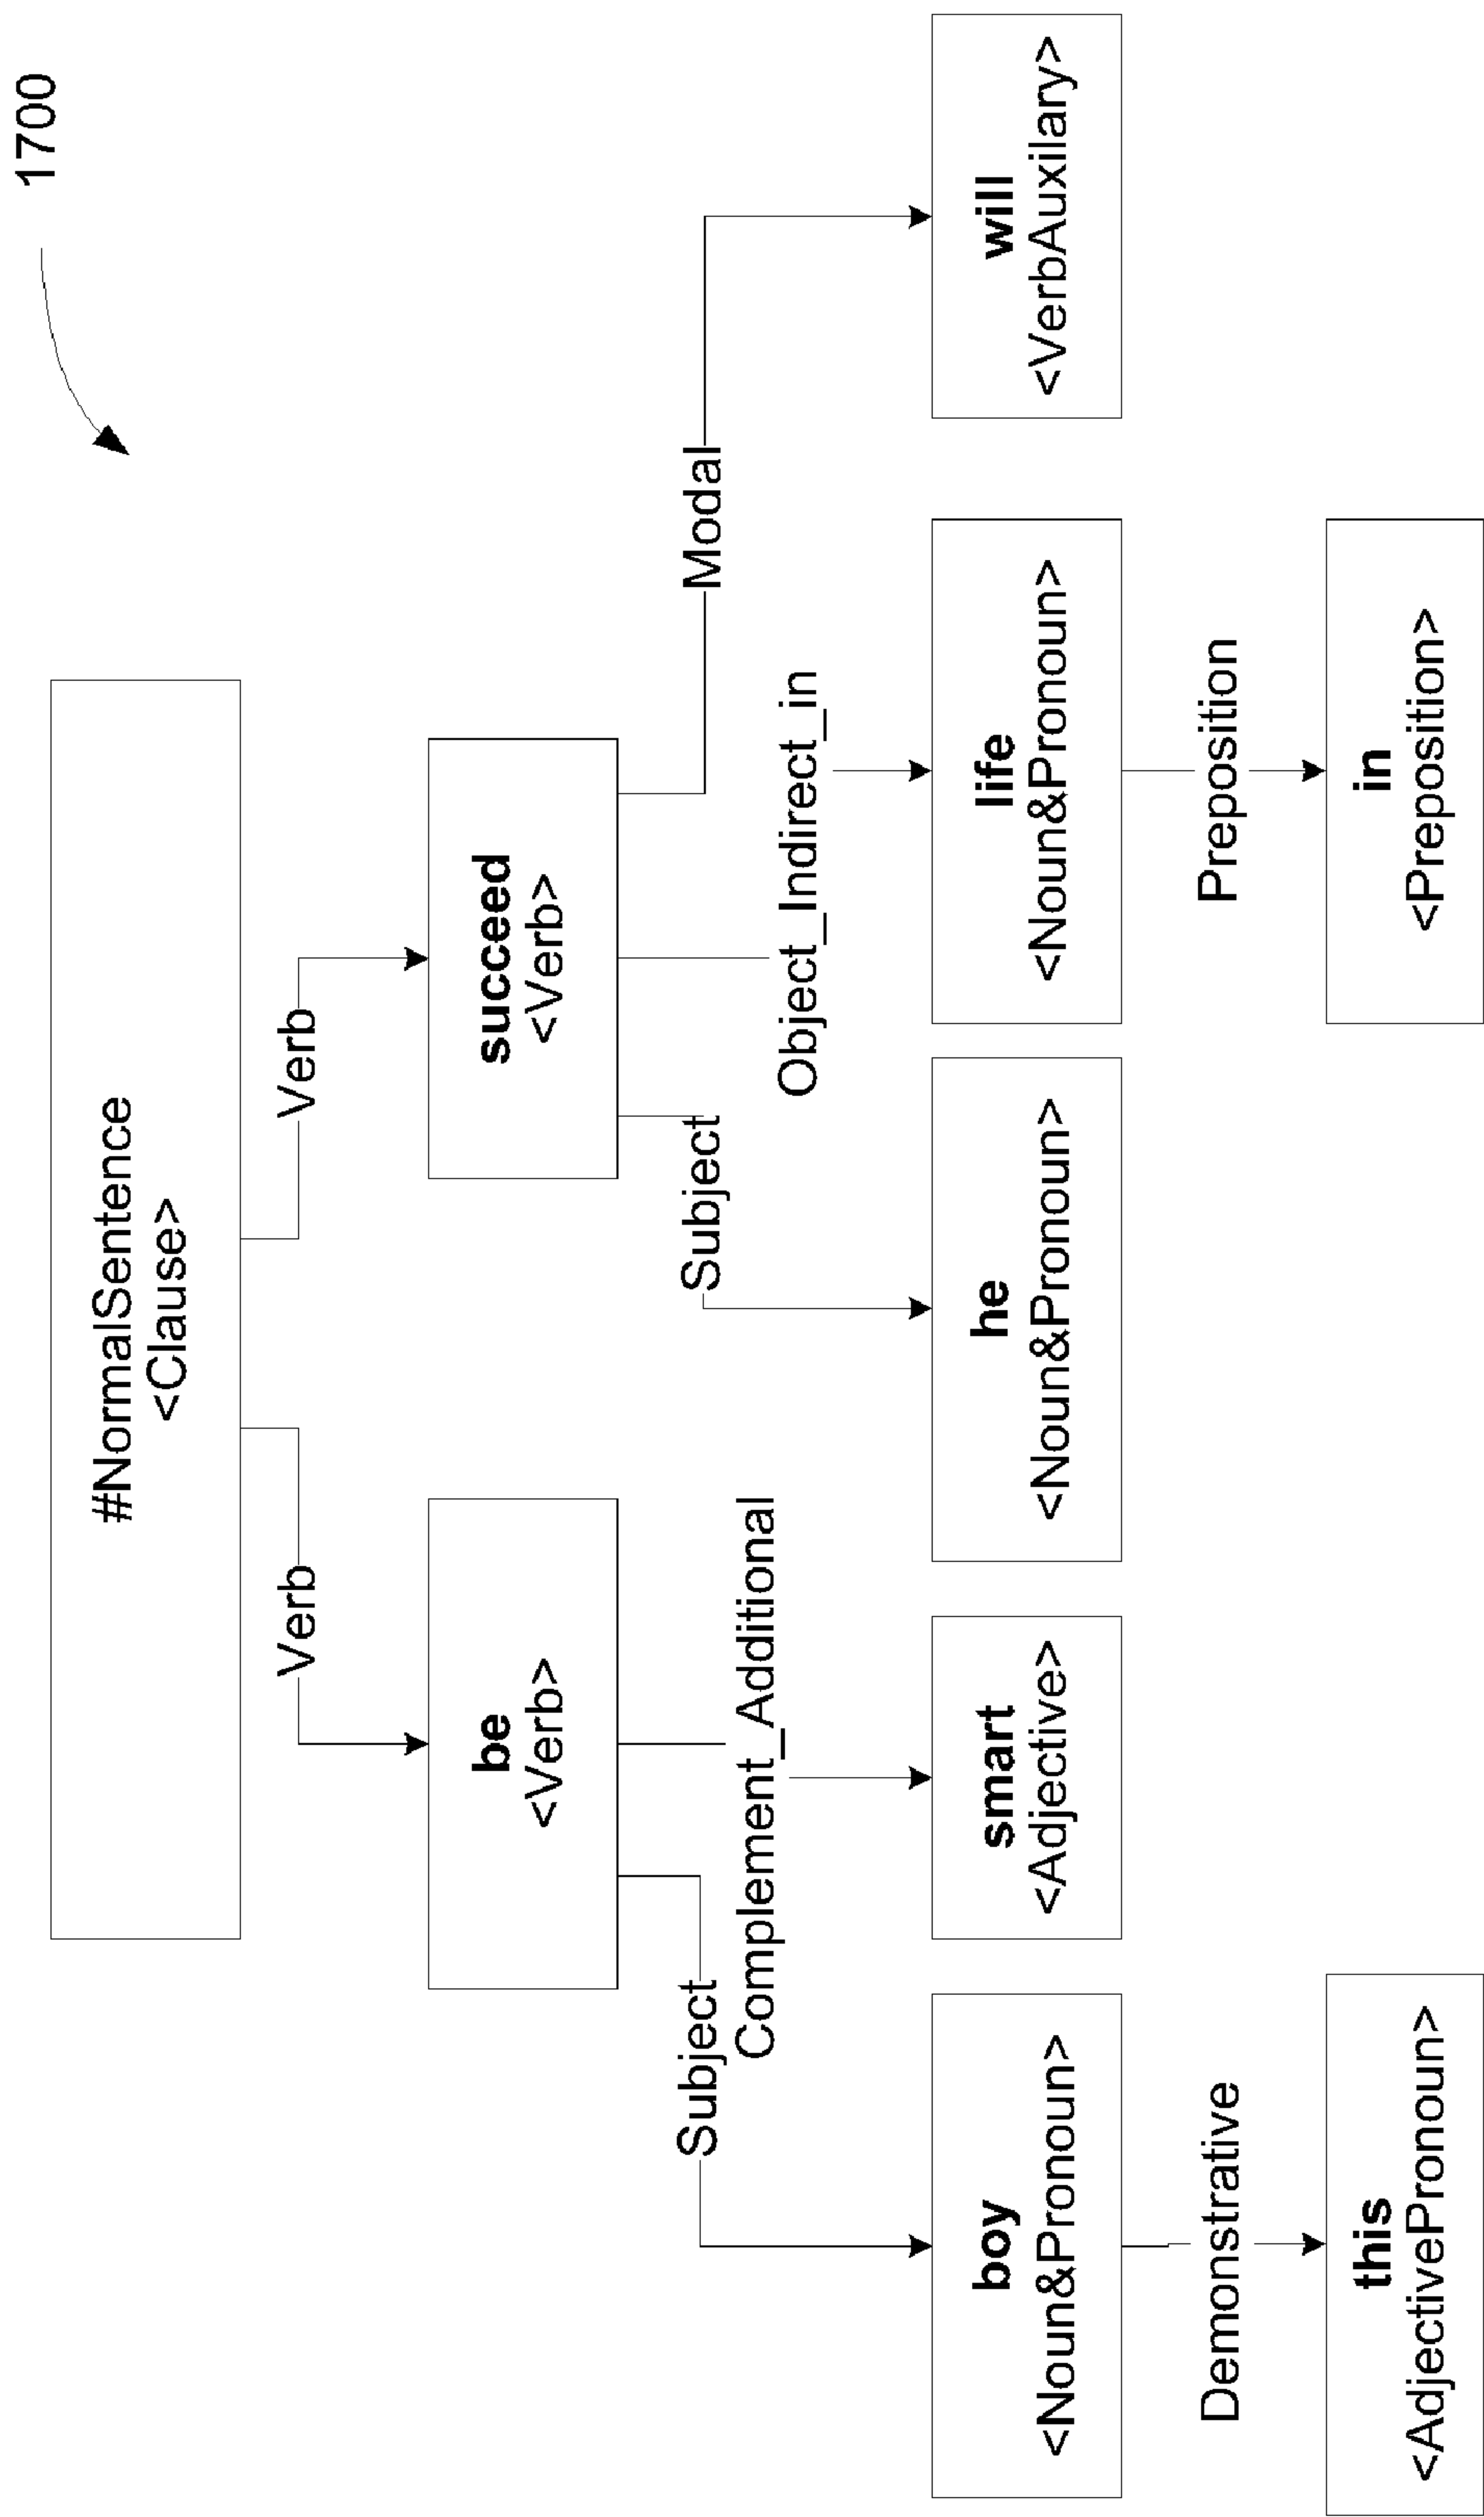 1700
#NormalSentence
<Clause>
Verb
Verb
be
<Verb>
succeed
<Verb>
Subject
Complement_Additional
Subject
Object_Indirect_in
Modal
boy
<Noun&Pronoun>
smart
<Adjective>
he
<Noun&Pronoun>
life
<Noun&Pronoun>
will
<VerbAuxilary>
Demonstrative
Preposition
this
<AdjectivePronoun>
in
<Preposition>